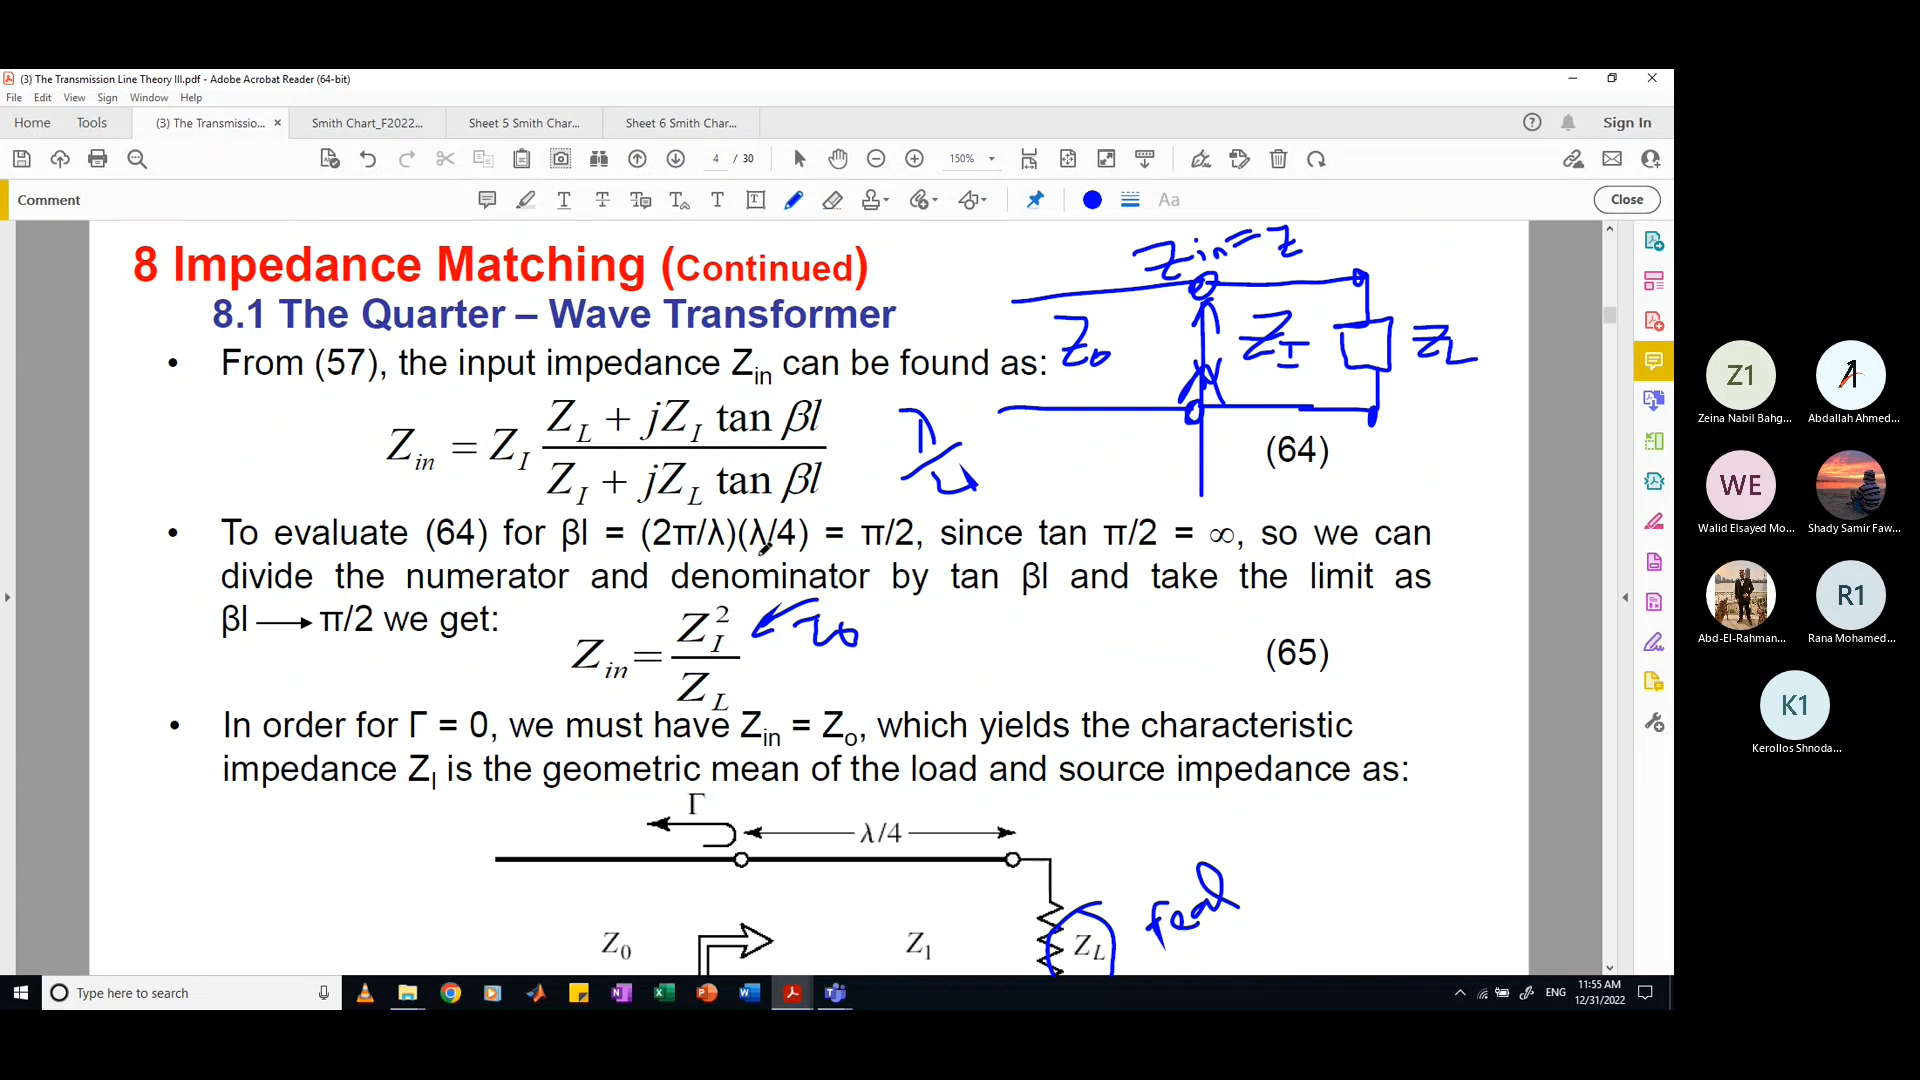 (3) The Transmission Line Theory III.pdf - Adobe Acrobat Reader (64-bit)
File Edit View Sign Window Help
Home Tools (3) The Transmissio... × Smith Chart_F2022... Sheet 5 Smith Char... Sheet 6 Smith Char... Sign In
4 / 30 150%
Comment Aa Close
8 Impedance Matching (Continued)
8.1 The Quarter – Wave Transformer
Zin=Z
Zo ZI ZL
• From (57), the input impedance Zin can be found as:
Zin = ZI (ZL + jZI tan βl) / (ZI + jZL tan βl) (64)
λ/4
• To evaluate (64) for βl = (2π/λ)(λ/4) = π/2, since tan π/2 = ∞, so we can
divide the numerator and denominator by tan βl and take the limit as
βl → π/2 we get:
Zin = ZI² / ZL (65)
Zo
• In order for Γ = 0, we must have Zin = Zo, which yields the characteristic
impedance ZI is the geometric mean of the load and source impedance as:
Γ
λ/4
real
Z0 Z1 ZL
Z1
Zeina Nabil Bahg...
Abdallah Ahmed...
WE
Walid Elsayed Mo...
Shady Samir Faw...
Abd-El-Rahman...
R1
Rana Mohamed...
K1
Kerollos Shnoda...
Type here to search
ENG
11:55 AM
12/31/2022